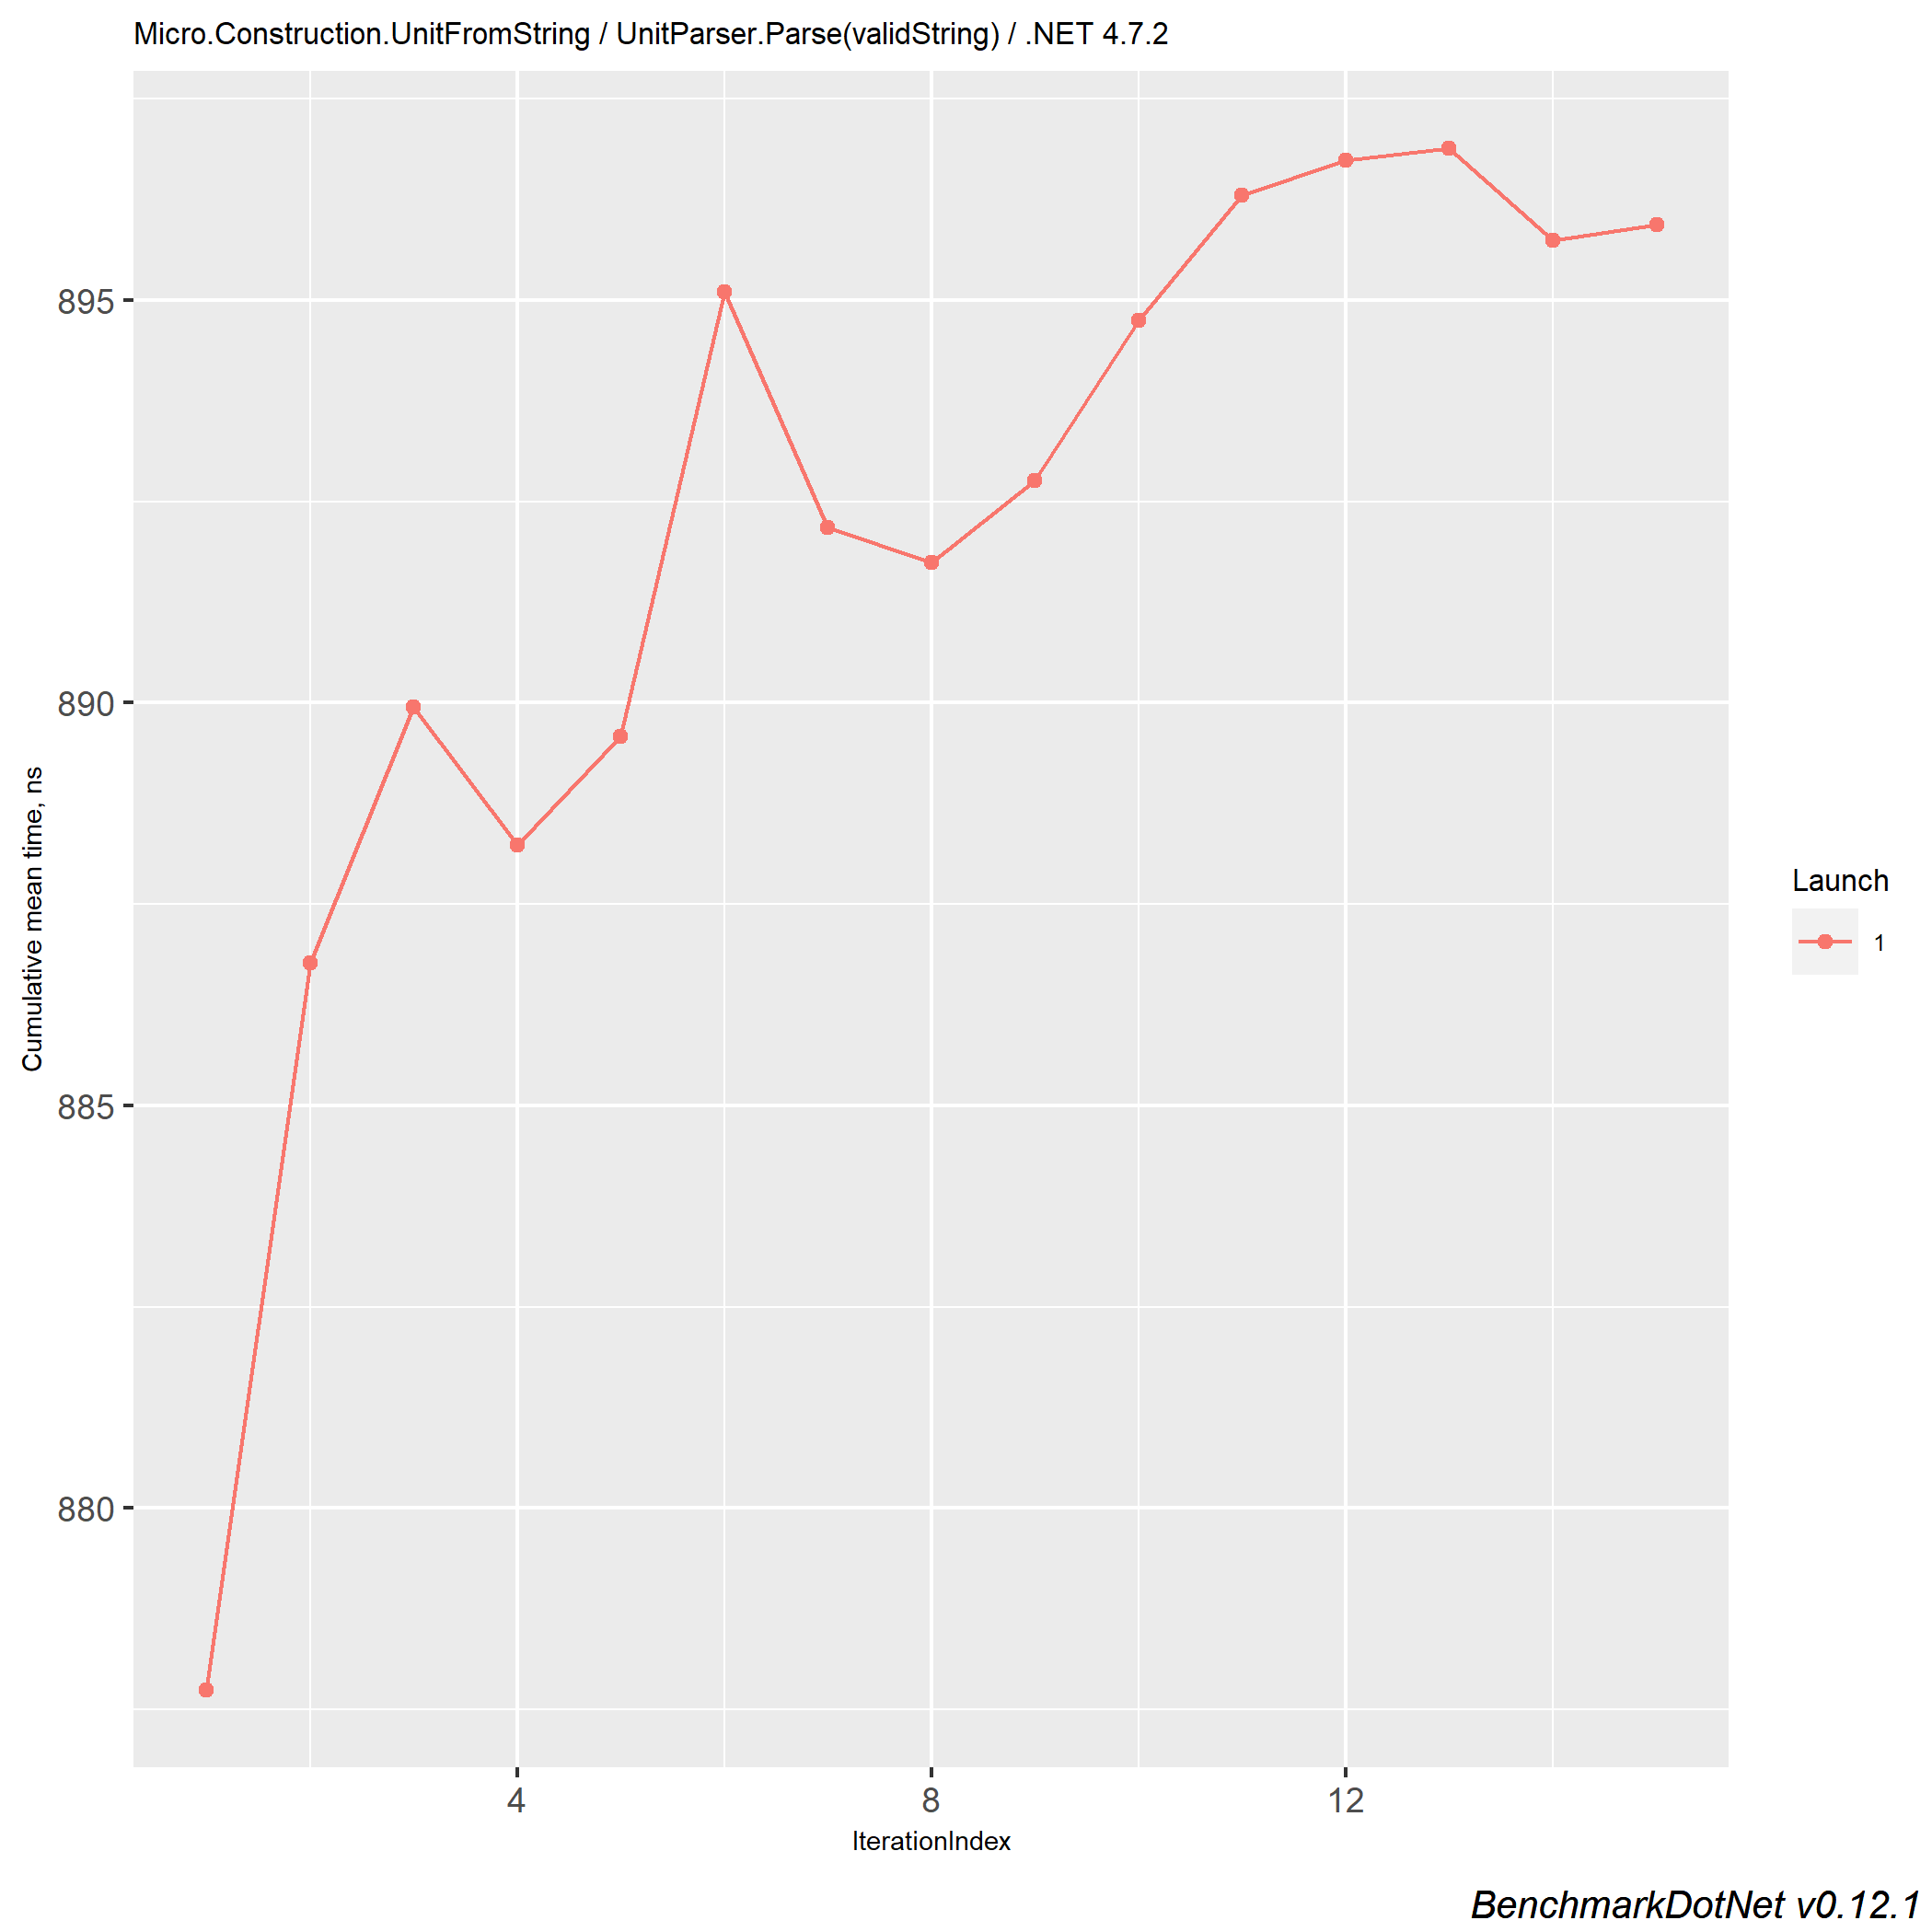 Micro.Construction.UnitFromString / UnitParser.Parse(validString) / .NET 4.7.2
Cumulative mean time, ns
895
890
885
880
4
8
12
IterationIndex
Launch
1
BenchmarkDotNet v0.12.1